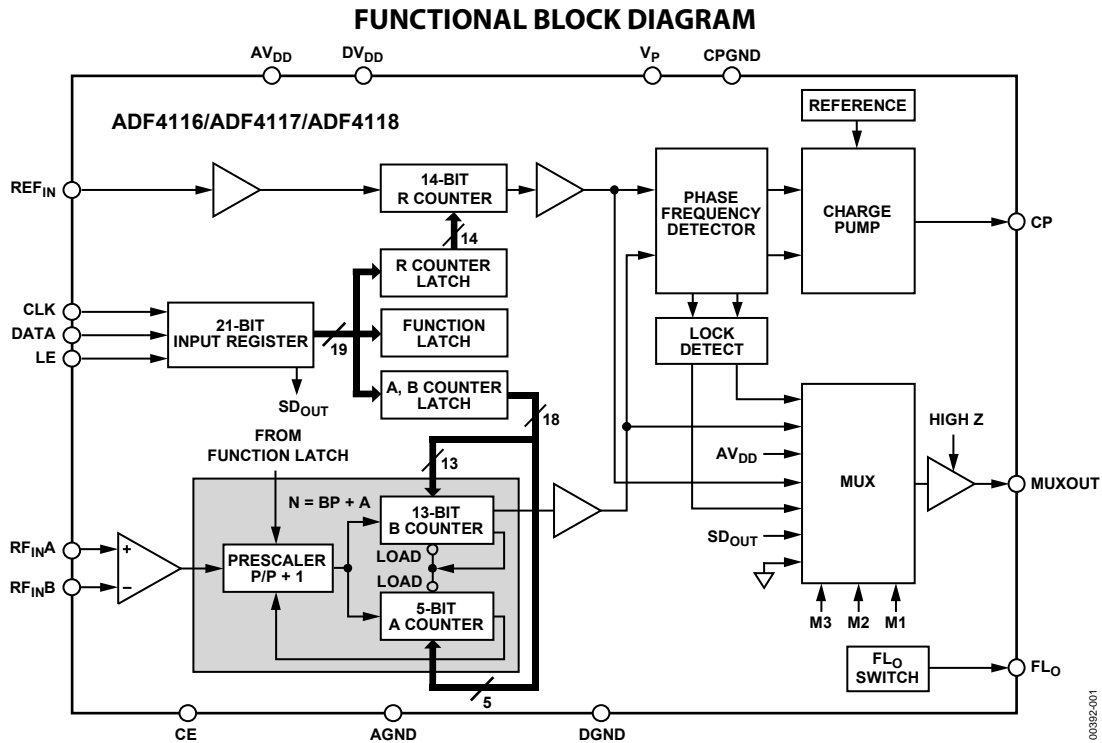 FUNCTIONAL BLOCK DIAGRAM
AVDD
DVDD
VP
CPGND
ADF4116/ADF4117/ADF4118
REFERENCE
REFIN
14-BIT
R COUNTER
PHASE
FREQUENCY
DETECTOR
CHARGE
PUMP
CP
14
R COUNTER
LATCH
CLK
DATA
LE
21-BIT
INPUT REGISTER
19
FUNCTION
LATCH
LOCK
DETECT
A, B COUNTER
LATCH
SDOUT
18
FROM
FUNCTION LATCH
13
HIGH Z
AVDD
MUX
MUXOUT
N = BP + A
13-BIT
B COUNTER
SDOUT
RFINA
RFINB
+
–
PRESCALER
P/P + 1
LOAD
LOAD
5-BIT
A COUNTER
M3
M2
M1
5
FLO
SWITCH
FLO
CE
AGND
DGND
00392-001